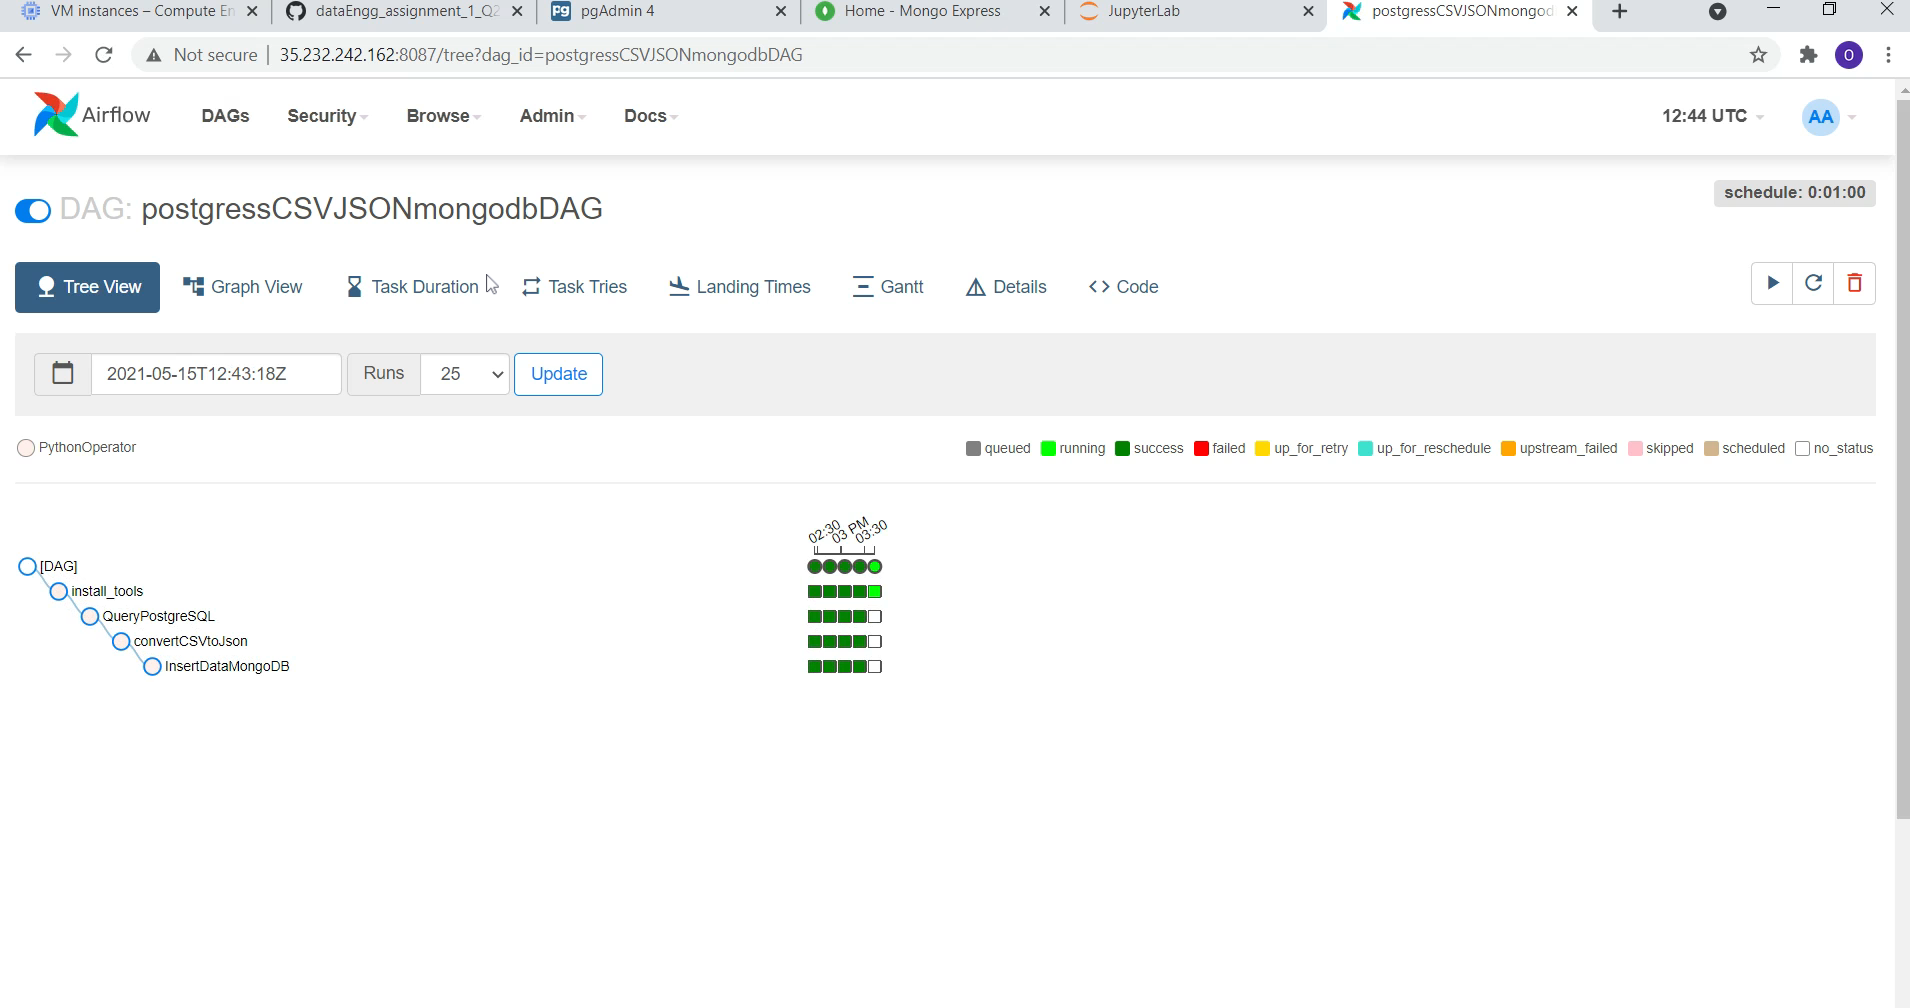 VM instances – Compute En
dataEngg_assignment_1_Q2
pgAdmin 4
Home - Mongo Express
JupyterLab
postgressCSVJSONmongod
Not secure
35.232.242.162:8087/tree?dag_id=postgressCSVJSONmongodbDAG
O
Airflow
DAGs
Security
Browse
Admin
Docs
12:44 UTC
AA
DAG: postgressCSVJSONmongodbDAG
schedule: 0:01:00
Tree View
Graph View
Task Duration
Task Tries
Landing Times
Gantt
Details
<> Code
2021-05-15T12:43:18Z
Runs
25
Update
PythonOperator
queued
running
success
failed
up_for_retry
up_for_reschedule
upstream_failed
skipped
scheduled
no_status
02:30
03 PM
03:30
[DAG]
install_tools
QueryPostgreSQL
convertCSVtoJson
InsertDataMongoDB